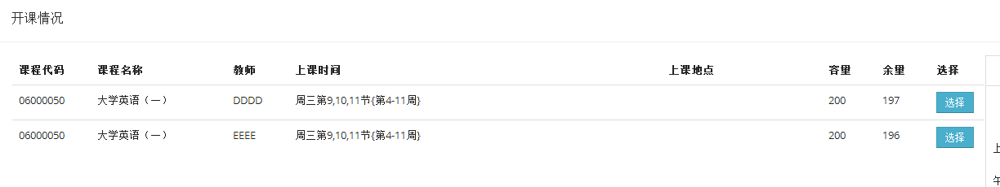 开课情况
课程代码 课程名称 教师 上课时间 上课地点 容量 余量 选择
06000050 大学英语（一） DDDD 周三第9,10,11节{第4-11周} 200 197 选择
06000050 大学英语（一） EEEE 周三第9,10,11节{第4-11周} 200 196 选择
上
午